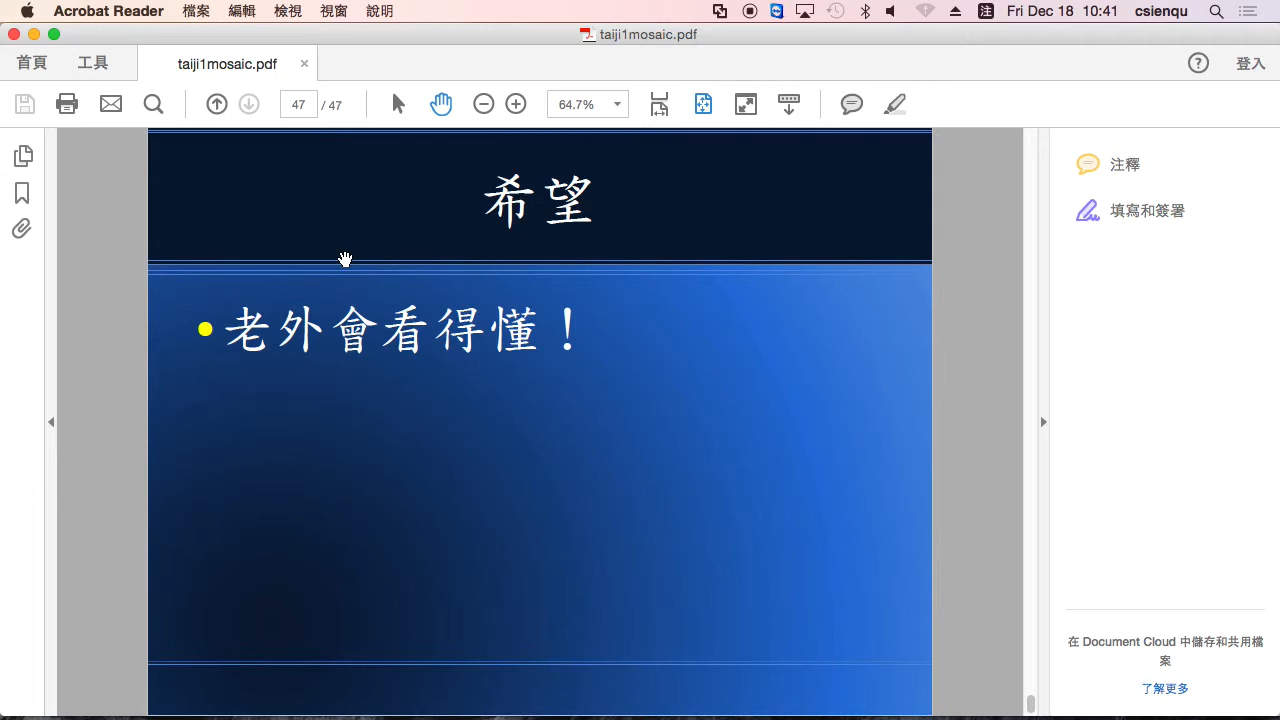 Acrobat Reader 檔案 編輯 檢視 視窗 說明 注 Fri Dec 18 10:41 csienqu
taiji1mosaic.pdf
首頁 工具 taiji1mosaic.pdf × ? 登入
47 / 47 64.7%
希望
注釋
填寫和簽署
老外會看得懂！
在 Document Cloud 中儲存和共用檔
案
了解更多